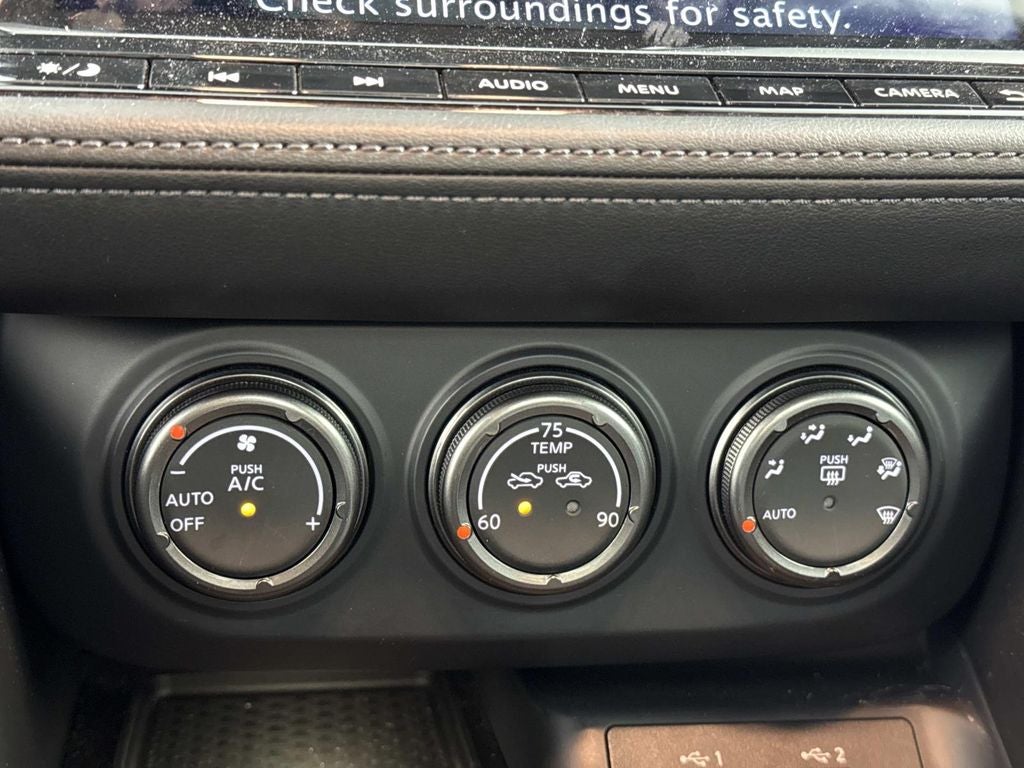 Check surroundings for safety.
AUDIO MENU MAP CAMERA
PUSH
A/C
AUTO
OFF
- +
75
TEMP
PUSH
60 90
PUSH
AUTO
1 2